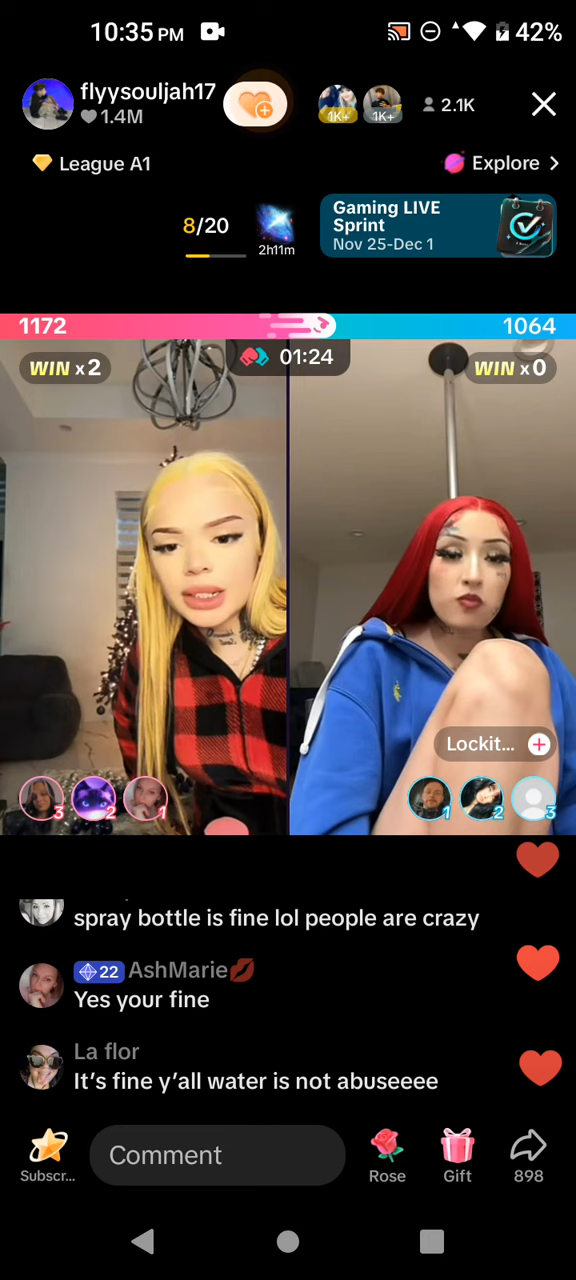 10:35 PM
42%
flyysouljah17
1.4M
1K+
1K+
2.1K
League A1
Explore
8/20
2h11m
Gaming LIVE
Sprint
Nov 25-Dec 1
1172
1064
WIN x2
01:24
WIN x0
Lockit...
3
2
1
1
2
3
spray bottle is fine lol people are crazy
22 AshMarie💋
Yes your fine
La flor
It's fine y'all water is not abuseeee
Subscr...
Comment
Rose
Gift
898